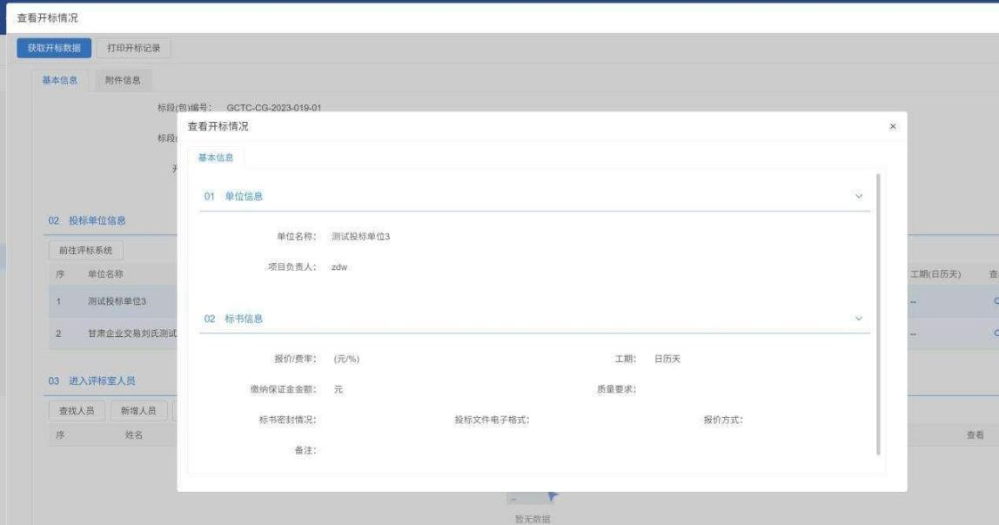 查看开标情况
获取开标数据 打印开标记录
基本信息 附件信息
标段(包)编号： GCTC-CG-2023-019-01
查看开标情况 ×
标段
基本信息
开
01 单位信息
02 投标单位信息
单位名称： 测试投标单位3
前往评标系统
项目负责人： zdw
序 单位名称 工期(日历天) 查
1 测试投标单位3 --
02 标书信息
2 甘肃企业交易刘氏测试 --
报价/费率： (元/%) 工期： 日历天
03 进入评标室人员
缴纳保证金金额： 元 质量要求：
查找人员 新增人员
标书密封情况： 投标文件电子格式： 报价方式：
序 姓名 查看
备注：
暂无数据